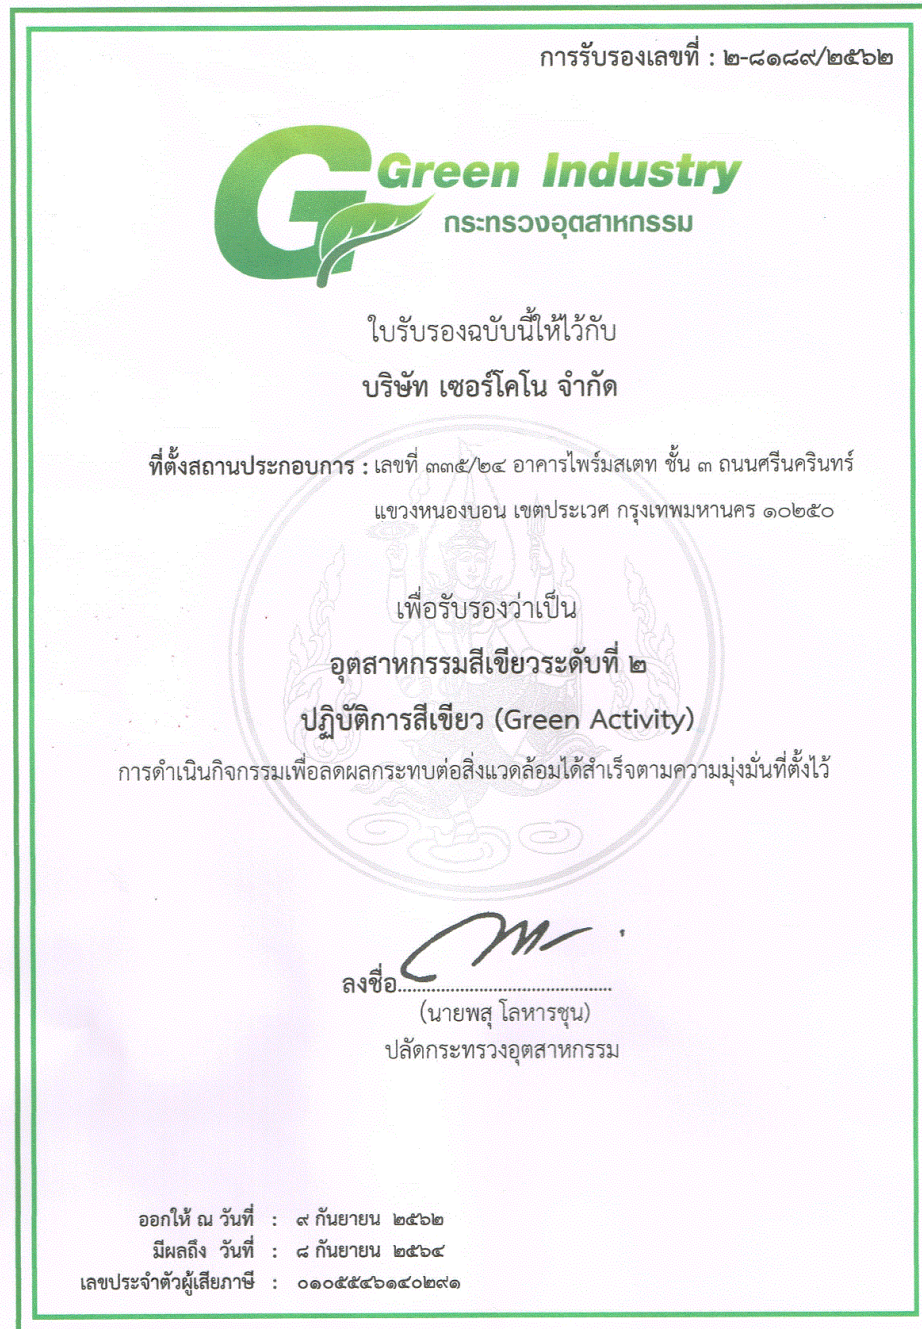 การรับรองเลขที่ : ๒-๘๑๘๙/๒๕๖๒
Green Industry
กระทรวงอุตสาหกรรม
ใบรับรองฉบับนี้ให้ไว้กับ
บริษัท เซอร์โคโน จำกัด
ที่ตั้งสถานประกอบการ : เลขที่ ๓๓๕/๒๔ อาคารไพร์มสเตท ชั้น ๓ ถนนศรีนครินทร์
แขวงหนองบอน เขตประเวศ กรุงเทพมหานคร ๑๐๒๕๐
เพื่อรับรองว่าเป็น
อุตสาหกรรมสีเขียวระดับที่ ๒
ปฏิบัติการสีเขียว (Green Activity)
การดำเนินกิจกรรมเพื่อลดผลกระทบต่อสิ่งแวดล้อมได้สำเร็จตามความมุ่งมั่นที่ตั้งไว้
ลงชื่อ
(นายพสุ โลหารชุน)
ปลัดกระทรวงอุตสาหกรรม
ออกให้ ณ วันที่ : ๙ กันยายน ๒๕๖๒
มีผลถึง วันที่ : ๘ กันยายน ๒๕๖๔
เลขประจำตัวผู้เสียภาษี : ๐๑๐๕๕๔๖๑๔๐๒๙๑